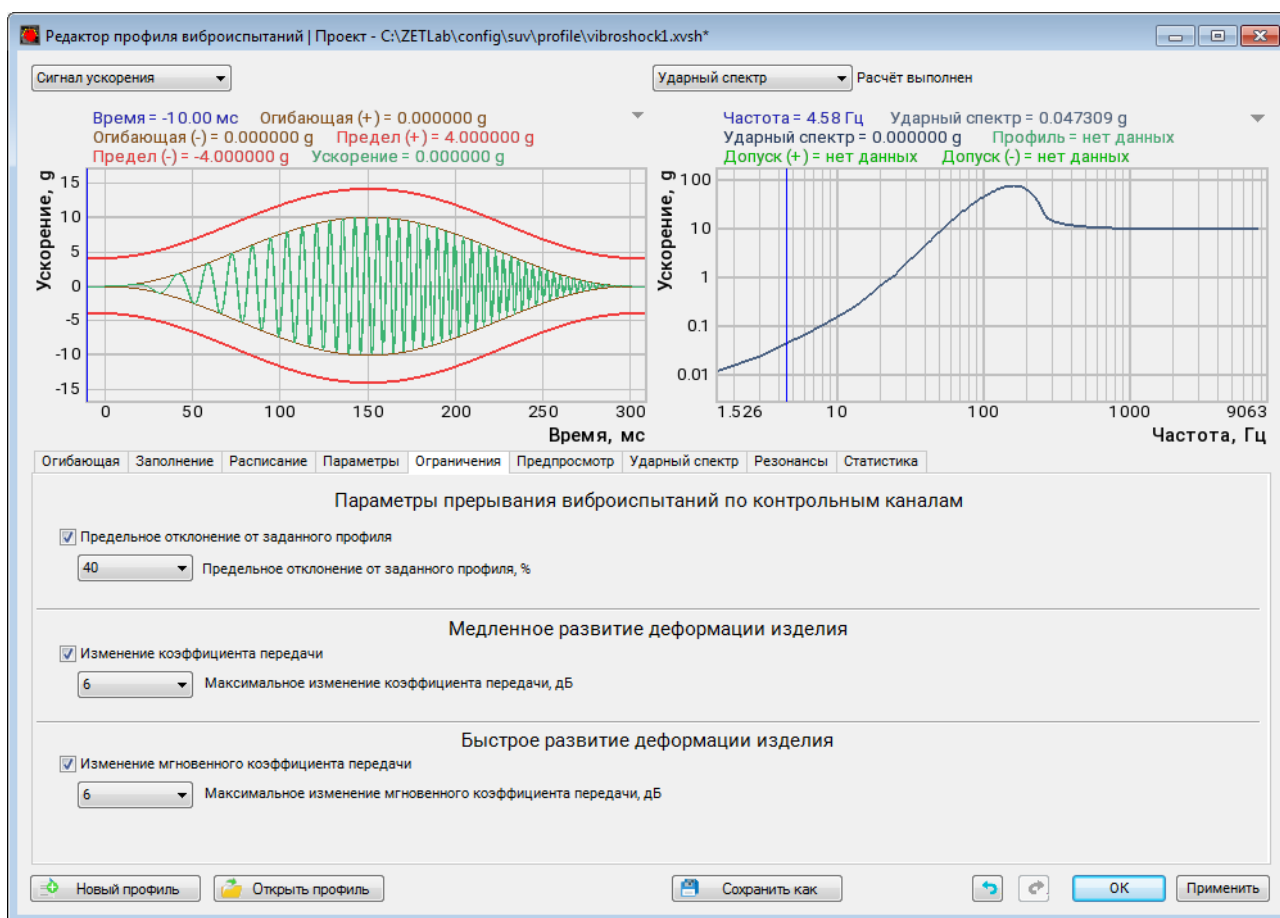 Редактор профиля виброиспытаний | Проект - C:\ZETLab\config\suv\profile\vibroshock1.xvsh*
Сигнал ускорения
Ударный спектр
Расчёт выполнен
Время = -10.00 мс Огибающая (+) = 0.000000 g
Огибающая (-) = 0.000000 g Предел (+) = 4.000000 g
Предел (-) = -4.000000 g Ускорение = 0.000000 g
Ускорение, g
15
10
5
0
-5
-10
-15
0 50 100 150 200 250 300
Время, мс
Частота = 4.58 Гц Ударный спектр = 0.047309 g
Ударный спектр = 0.000000 g Профиль = нет данных
Допуск (+) = нет данных Допуск (-) = нет данных
Ускорение, g
100
10
1
0.1
0.01
1.526 10 100 1000 9063
Частота, Гц
Огибающая Заполнение Расписание Параметры Ограничения Предпросмотр Ударный спектр Резонансы Статистика
Параметры прерывания виброиспытаний по контрольным каналам
Предельное отклонение от заданного профиля
40 Предельное отклонение от заданного профиля, %
Медленное развитие деформации изделия
Изменение коэффициента передачи
6 Максимальное изменение коэффициента передачи, дБ
Быстрое развитие деформации изделия
Изменение мгновенного коэффициента передачи
6 Максимальное изменение мгновенного коэффициента передачи, дБ
Новый профиль Открыть профиль Сохранить как ОК Применить